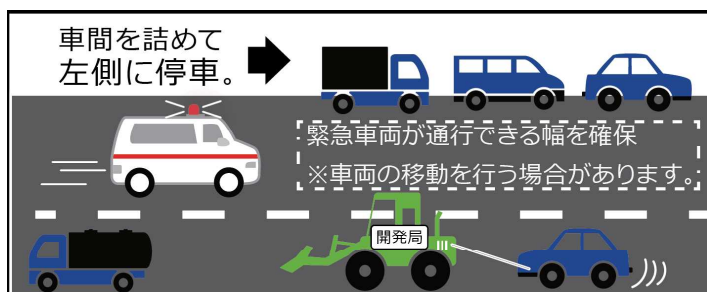 車間を詰めて
左側に停車。
緊急車両が通行できる幅を確保
※車両の移動を行う場合があります。
開発局